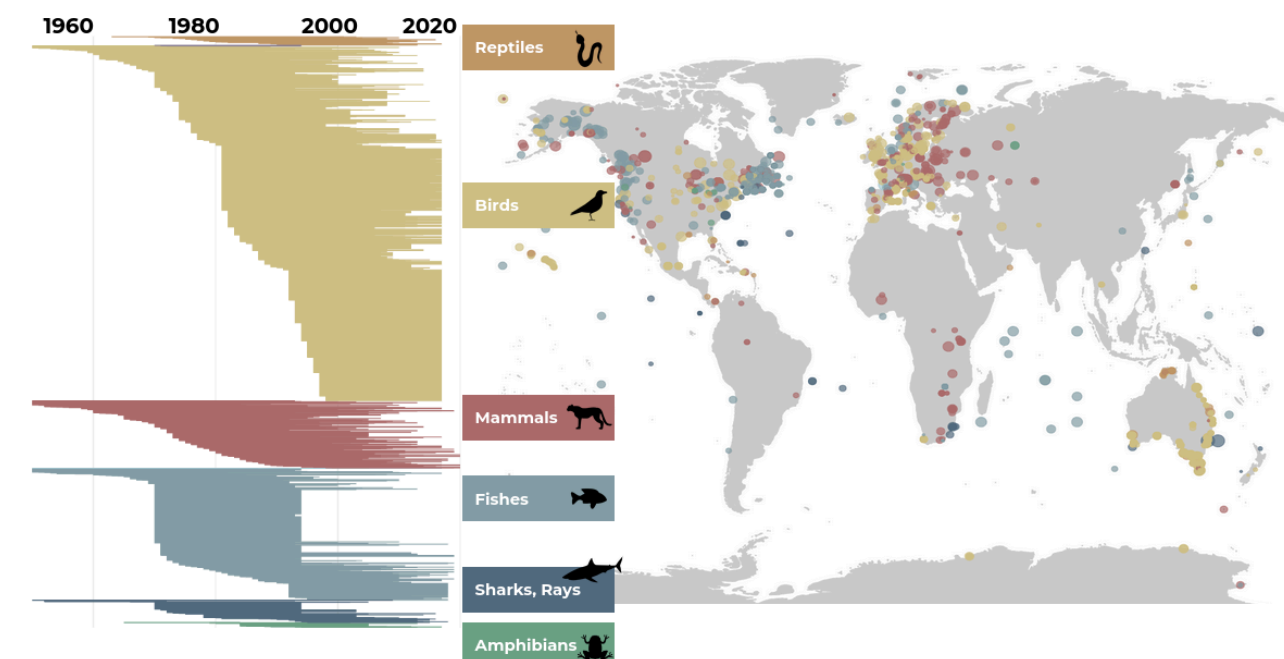 1960 1980 2000 2020
Reptiles
Birds
Mammals
Fishes
Sharks, Rays
Amphibians